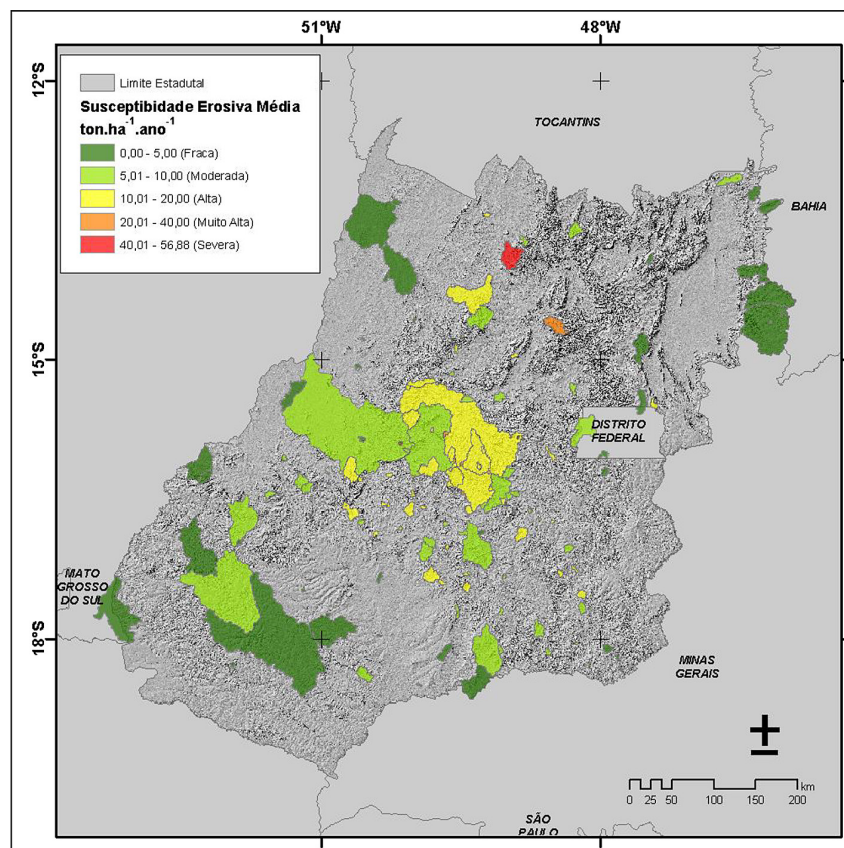 51°W
48°W
12°S
15°S
18°S
Limite Estadutal
Susceptibidade Erosiva Média
ton.ha⁻¹.ano⁻¹
0,00 - 5,00 (Fraca)
5,01 - 10,00 (Moderada)
10,01 - 20,00 (Alta)
20,01 - 40,00 (Muito Alta)
40,01 - 56,88 (Severa)
TOCANTINS
BAHIA
DISTRITO
FEDERAL
MATO
GROSSO
DO SUL
MINAS
GERAIS
km
0 25 50 100 150 200
SÃO
PAULO